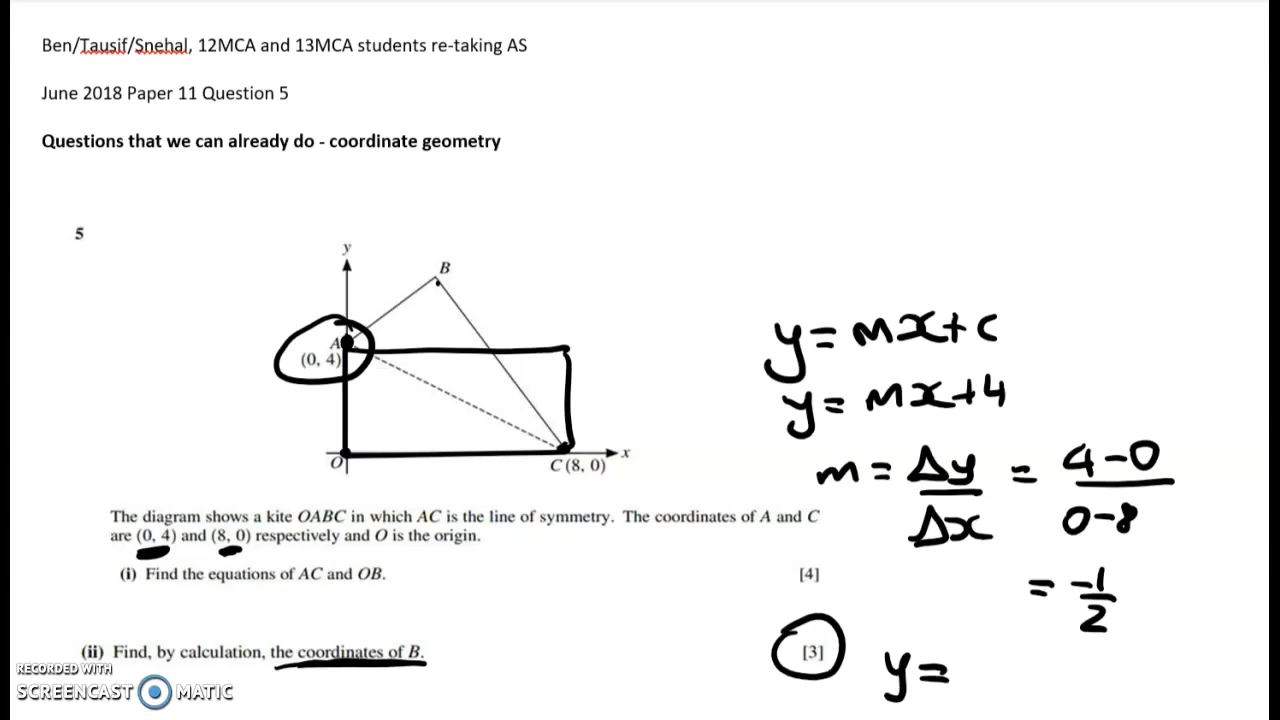 Ben/Tausif/Snehal, 12MCA and 13MCA students re-taking AS
June 2018 Paper 11 Question 5
Questions that we can already do - coordinate geometry
5
y
B
A
(0, 4)
O
C (8, 0)
x
The diagram shows a kite OABC in which AC is the line of symmetry. The coordinates of A and C
are (0, 4) and (8, 0) respectively and O is the origin.
(i) Find the equations of AC and OB. [4]
(ii) Find, by calculation, the coordinates of B. [3]
y = mx + c
y = mx + 4
m = Δy/Δx = (4 - 0)/(0 - 8)
= -1/2
y =
RECORDED WITH
SCREENCAST MATIC